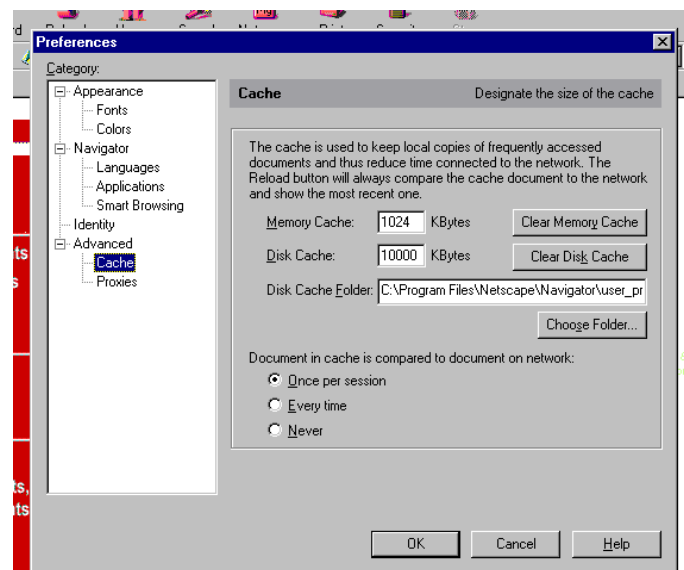 Preferences
Category:
Appearance
Fonts
Colors
Navigator
Languages
Applications
Smart Browsing
Identity
Advanced
Cache
Proxies
Cache Designate the size of the cache
The cache is used to keep local copies of frequently accessed
documents and thus reduce time connected to the network. The
Reload button will always compare the cache document to the network
and show the most recent one.
Memory Cache: 1024 KBytes Clear Memory Cache
Disk Cache: 10000 KBytes Clear Disk Cache
Disk Cache Folder: C:\Program Files\Netscape\Navigator\user_pr
Choose Folder...
Document in cache is compared to document on network:
Once per session
Every time
Never
OK Cancel Help